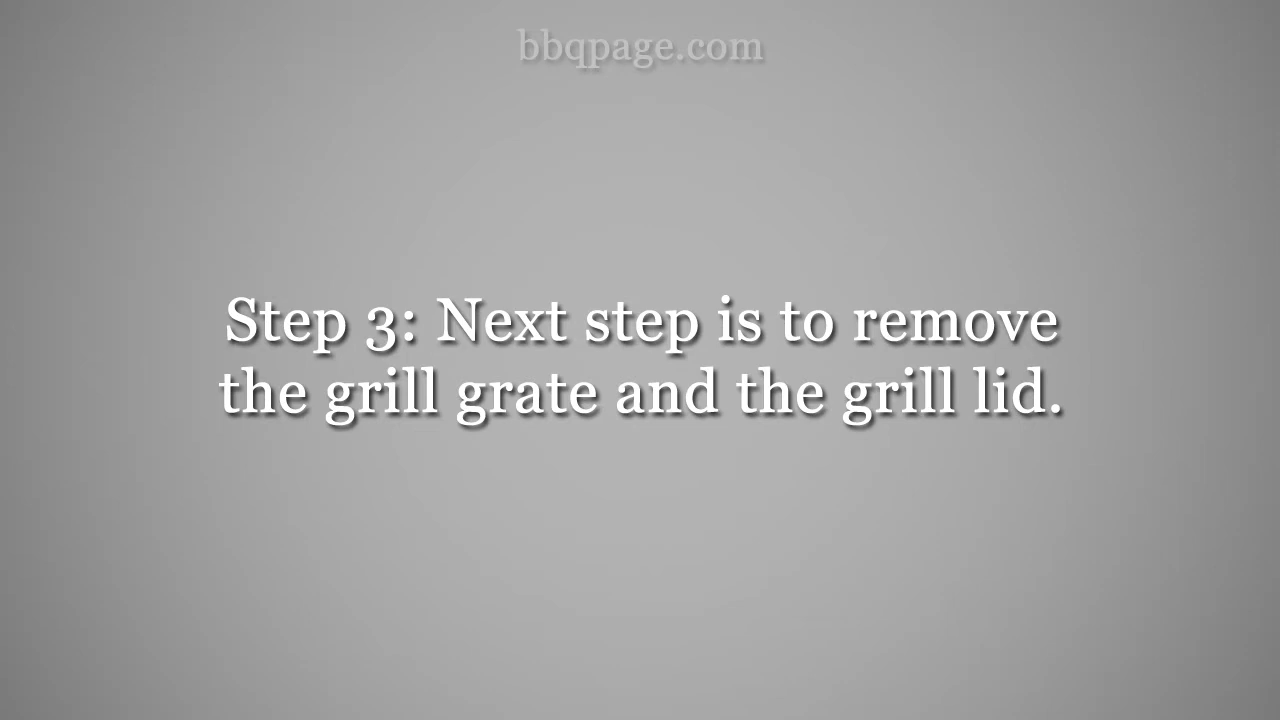 bbqpage.com
Step 3: Next step is to remove
the grill grate and the grill lid.